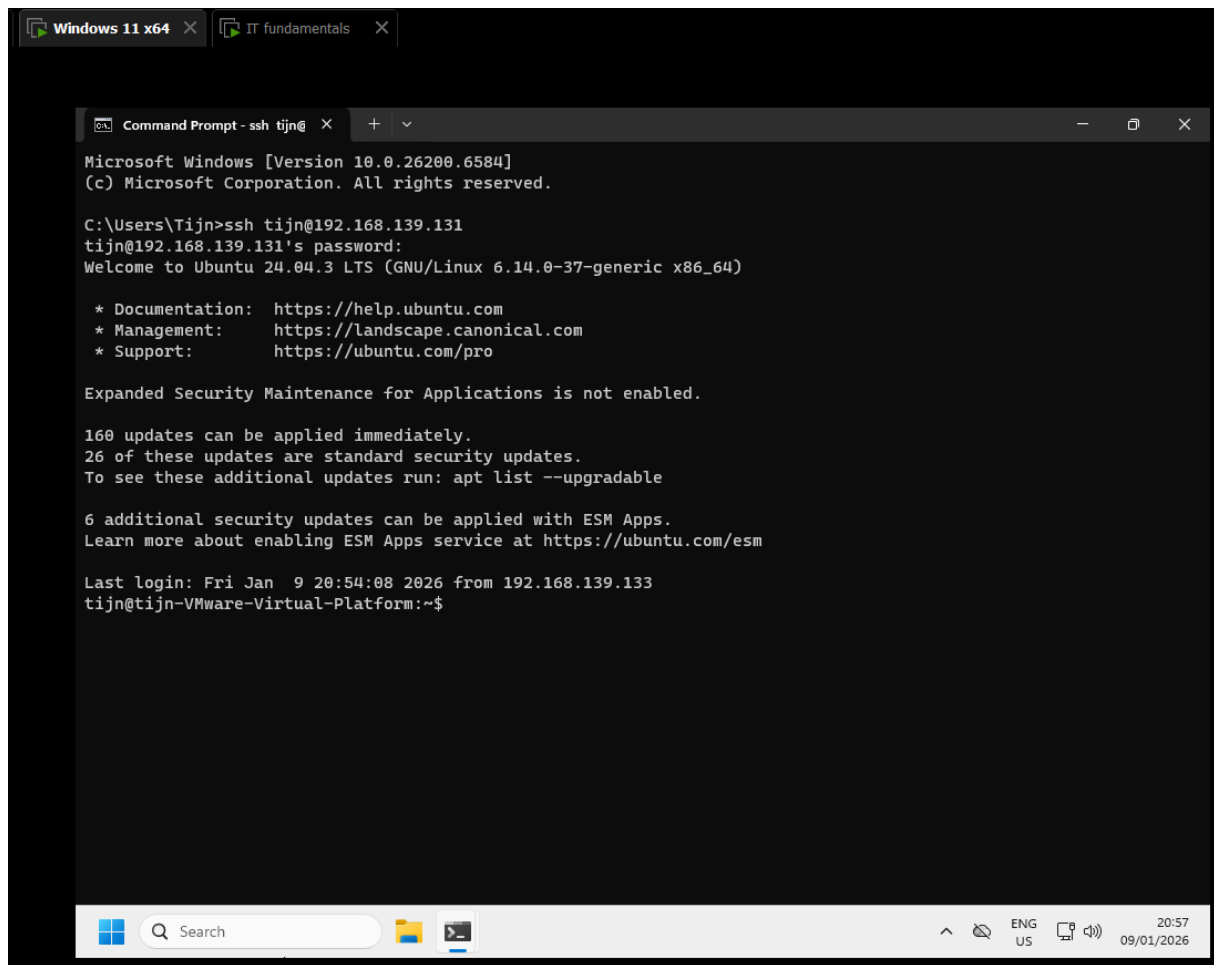 Windows 11 x64
IT fundamentals
Command Prompt - ssh tijn@
Microsoft Windows [Version 10.0.26200.6584]
(c) Microsoft Corporation. All rights reserved.
C:\Users\Tijn>ssh tijn@192.168.139.131
tijn@192.168.139.131's password:
Welcome to Ubuntu 24.04.3 LTS (GNU/Linux 6.14.0-37-generic x86_64)
* Documentation:  https://help.ubuntu.com
* Management:     https://landscape.canonical.com
* Support:        https://ubuntu.com/pro
Expanded Security Maintenance for Applications is not enabled.
160 updates can be applied immediately.
26 of these updates are standard security updates.
To see these additional updates run: apt list --upgradable
6 additional security updates can be applied with ESM Apps.
Learn more about enabling ESM Apps service at https://ubuntu.com/esm
Last login: Fri Jan  9 20:54:08 2026 from 192.168.139.133
tijn@tijn-VMware-Virtual-Platform:~$
Search
ENG
US
20:57
09/01/2026